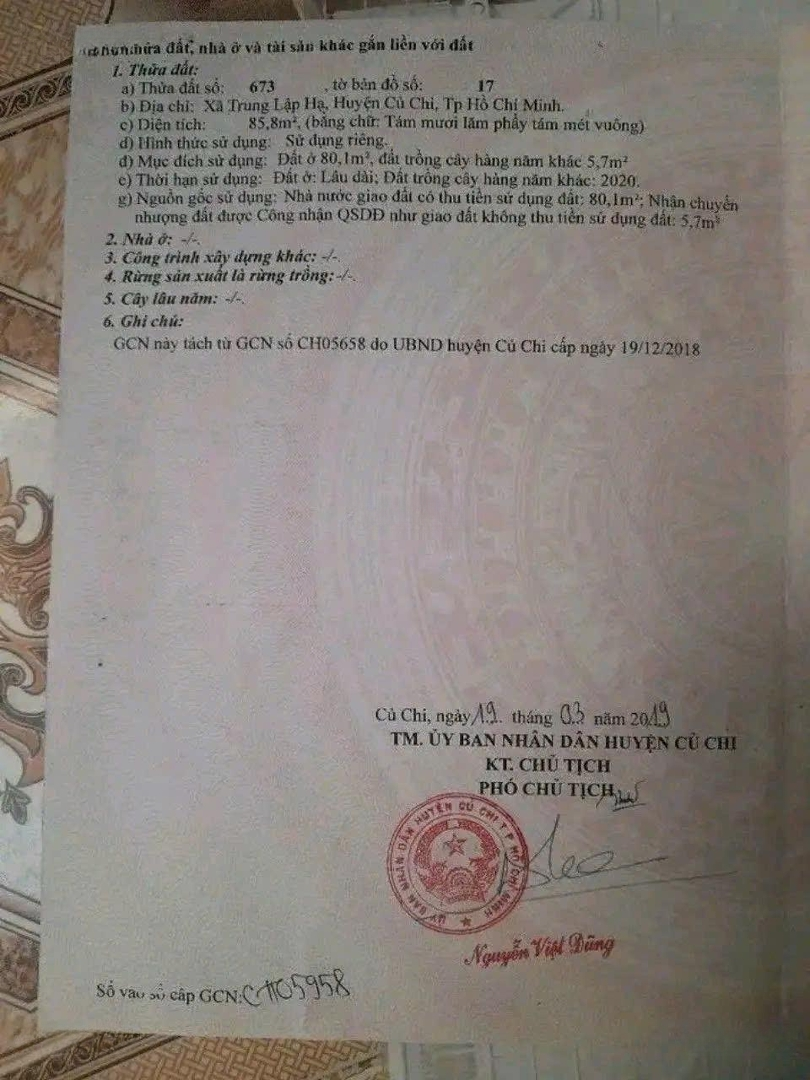 thửa đất, nhà ở và tài sản khác gắn liền với đất
1. Thửa đất:
a) Thửa đất số: 673 , tờ bản đồ số: 17
b) Địa chỉ: Xã Trung Lập Hạ, Huyện Củ Chi, Tp Hồ Chí Minh.
c) Diện tích: 85,8m², (bằng chữ: Tám mươi lăm phẩy tám mét vuông)
d) Hình thức sử dụng: Sử dụng riêng.
đ) Mục đích sử dụng: Đất ở 80,1m², đất trồng cây hàng năm khác 5,7m²
e) Thời hạn sử dụng: Đất ở: Lâu dài; Đất trồng cây hàng năm khác: 2020.
g) Nguồn gốc sử dụng: Nhà nước giao đất có thu tiền sử dụng đất: 80,1m²; Nhận chuyển
nhượng đất được Công nhận QSDĐ như giao đất không thu tiền sử dụng đất: 5,7m²
2. Nhà ở: -/-.
3. Công trình xây dựng khác: -/-.
4. Rừng sản xuất là rừng trồng: -/-.
5. Cây lâu năm: -/-.
6. Ghi chú:
GCN này tách từ GCN số CH05658 do UBND huyện Củ Chi cấp ngày 19/12/2018
Củ Chi, ngày 19. tháng 03 năm 2019
TM. ỦY BAN NHÂN DÂN HUYỆN CỦ CHI
KT. CHỦ TỊCH
PHÓ CHỦ TỊCH
ỦY BAN NHÂN DÂN HUYỆN CỦ CHI T.P HỒ CHÍ MINH
Nguyễn Việt Dũng
Số vào sổ cấp GCN: CH05958